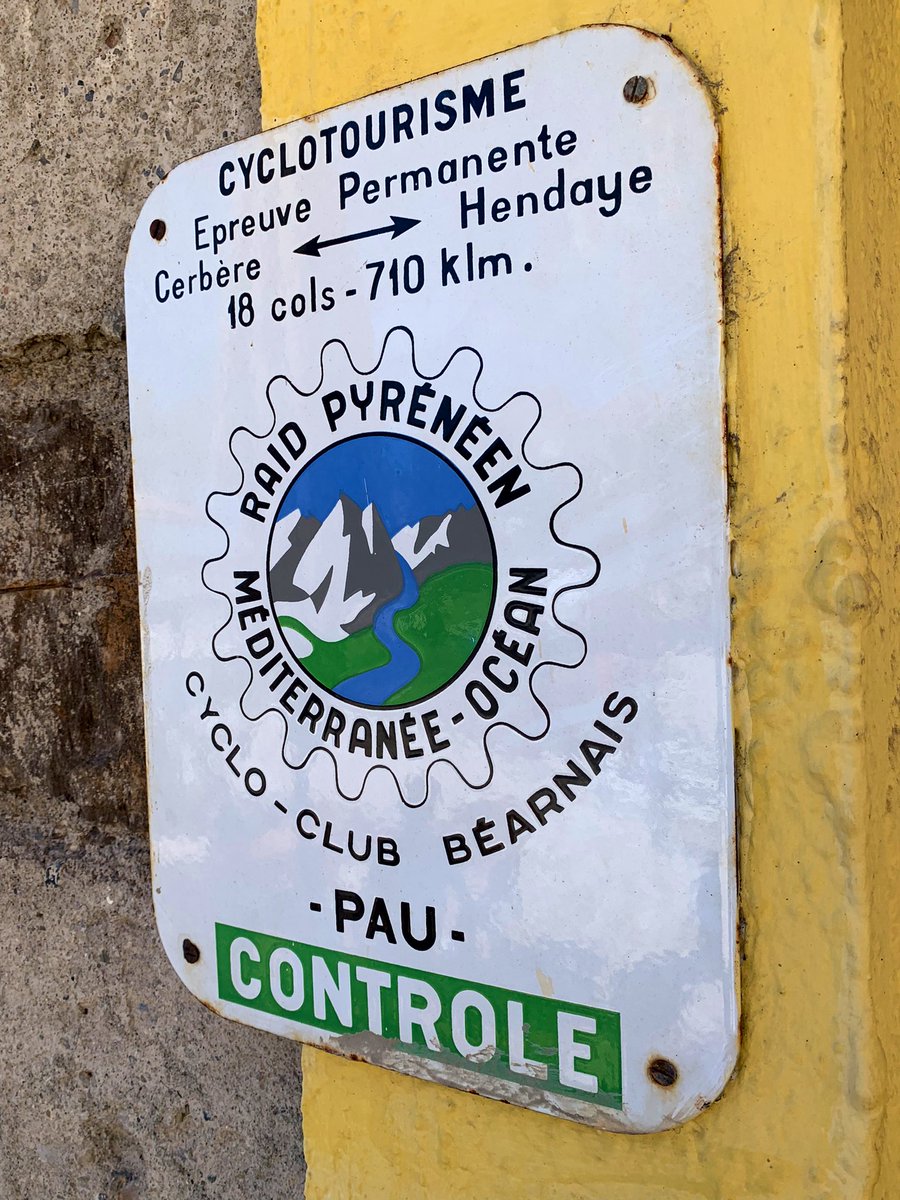 CYCLOTOURISME
Epreuve Permanente
Cerbère Hendaye
18 cols - 710 klm.
RAID PYRÉNÉEN
MÉDITERRANÉE - OCÉAN
CYCLO - CLUB BÉARNAIS
- PAU -
CONTROLE